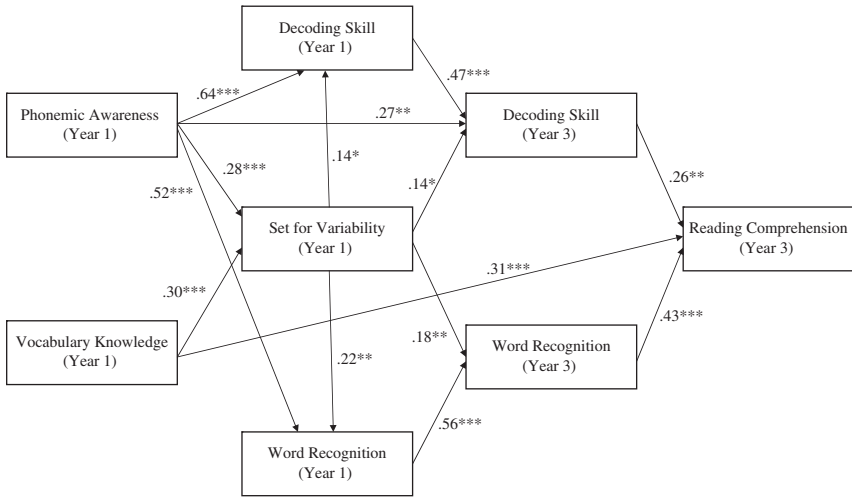 Decoding Skill
(Year 1)
.64***
.47***
Phonemic Awareness
(Year 1)
.27**
Decoding Skill
(Year 3)
.28***
.14*
.14*
.26**
.52***
Set for Variability
(Year 1)
Reading Comprehension
(Year 3)
.30***
.31***
Vocabulary Knowledge
(Year 1)
.22**
.18**
Word Recognition
(Year 3)
.43***
Word Recognition
(Year 1)
.56***